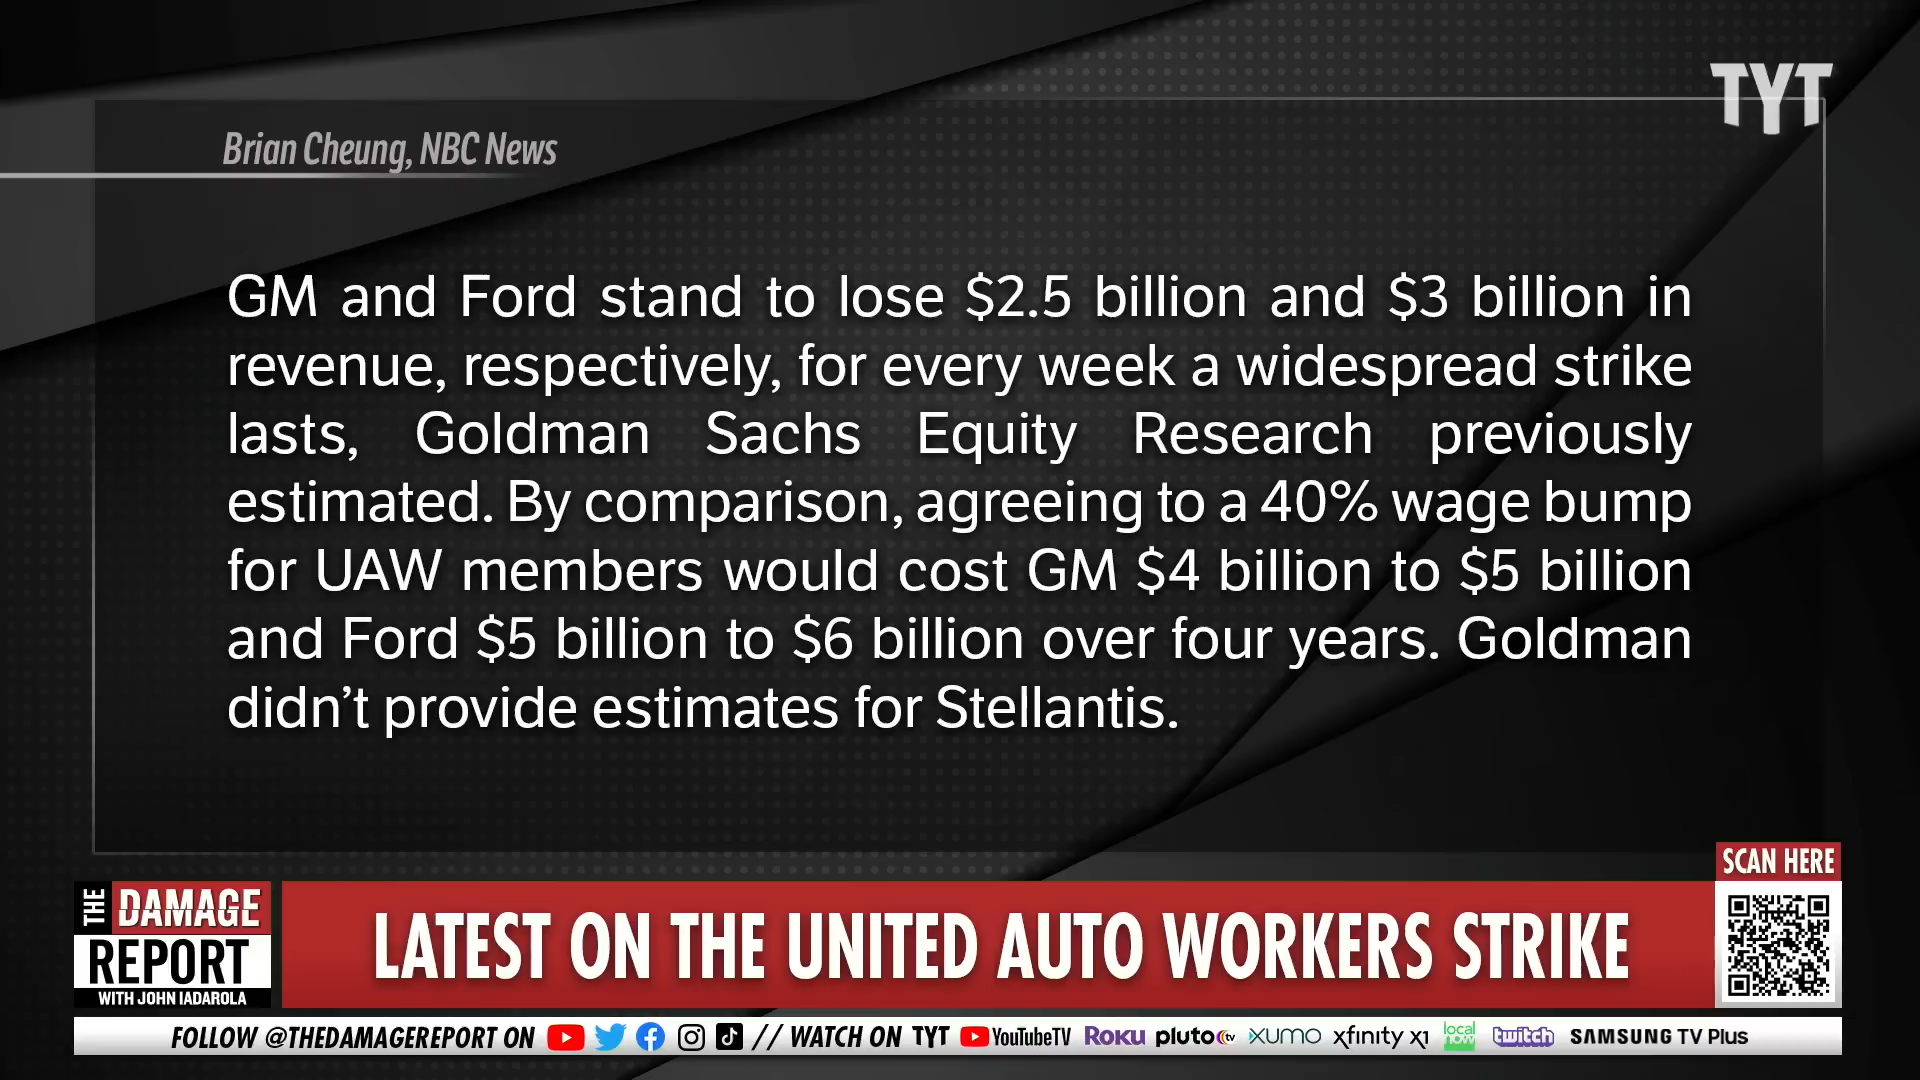 TYT
Brian Cheung, NBC News
GM and Ford stand to lose $2.5 billion and $3 billion in
revenue, respectively, for every week a widespread strike
lasts, Goldman Sachs Equity Research previously
estimated. By comparison, agreeing to a 40% wage bump
for UAW members would cost GM $4 billion to $5 billion
and Ford $5 billion to $6 billion over four years. Goldman
didn't provide estimates for Stellantis.
SCAN HERE
THE DAMAGE
REPORT
WITH JOHN IADAROLA
LATEST ON THE UNITED AUTO WORKERS STRIKE
FOLLOW @THEDAMAGEREPORT ON // WATCH ON TYT YouTubeTV ROKU pluto tv XUMO xfinity x1 local now twitch SAMSUNG TV Plus